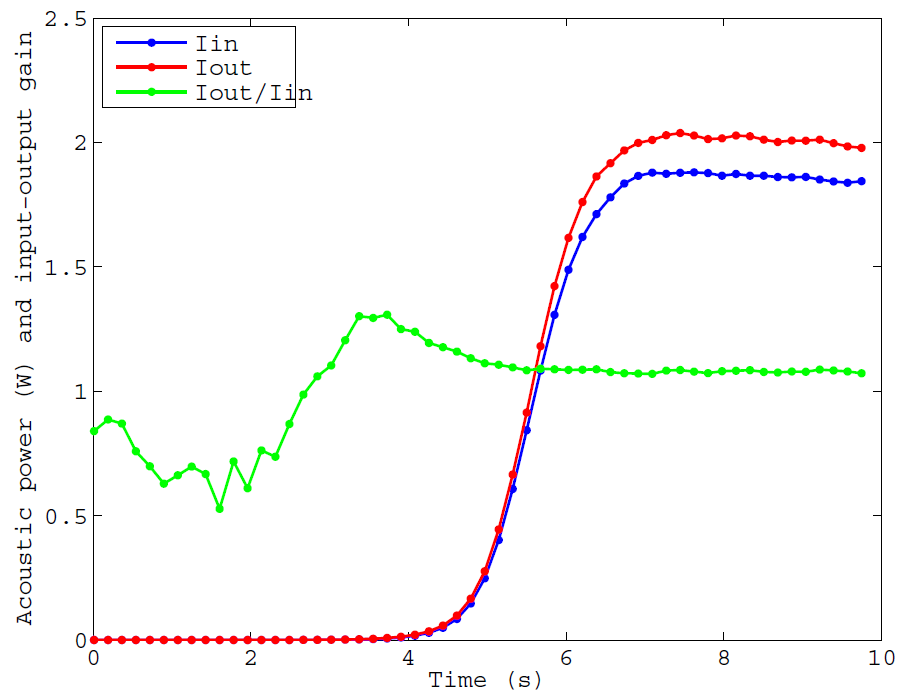 Acoustic power (W) and input-output gain
2.5
2
1.5
1
0.5
0
Iin
Iout
Iout/Iin
0 2 4 6 8 10
Time (s)